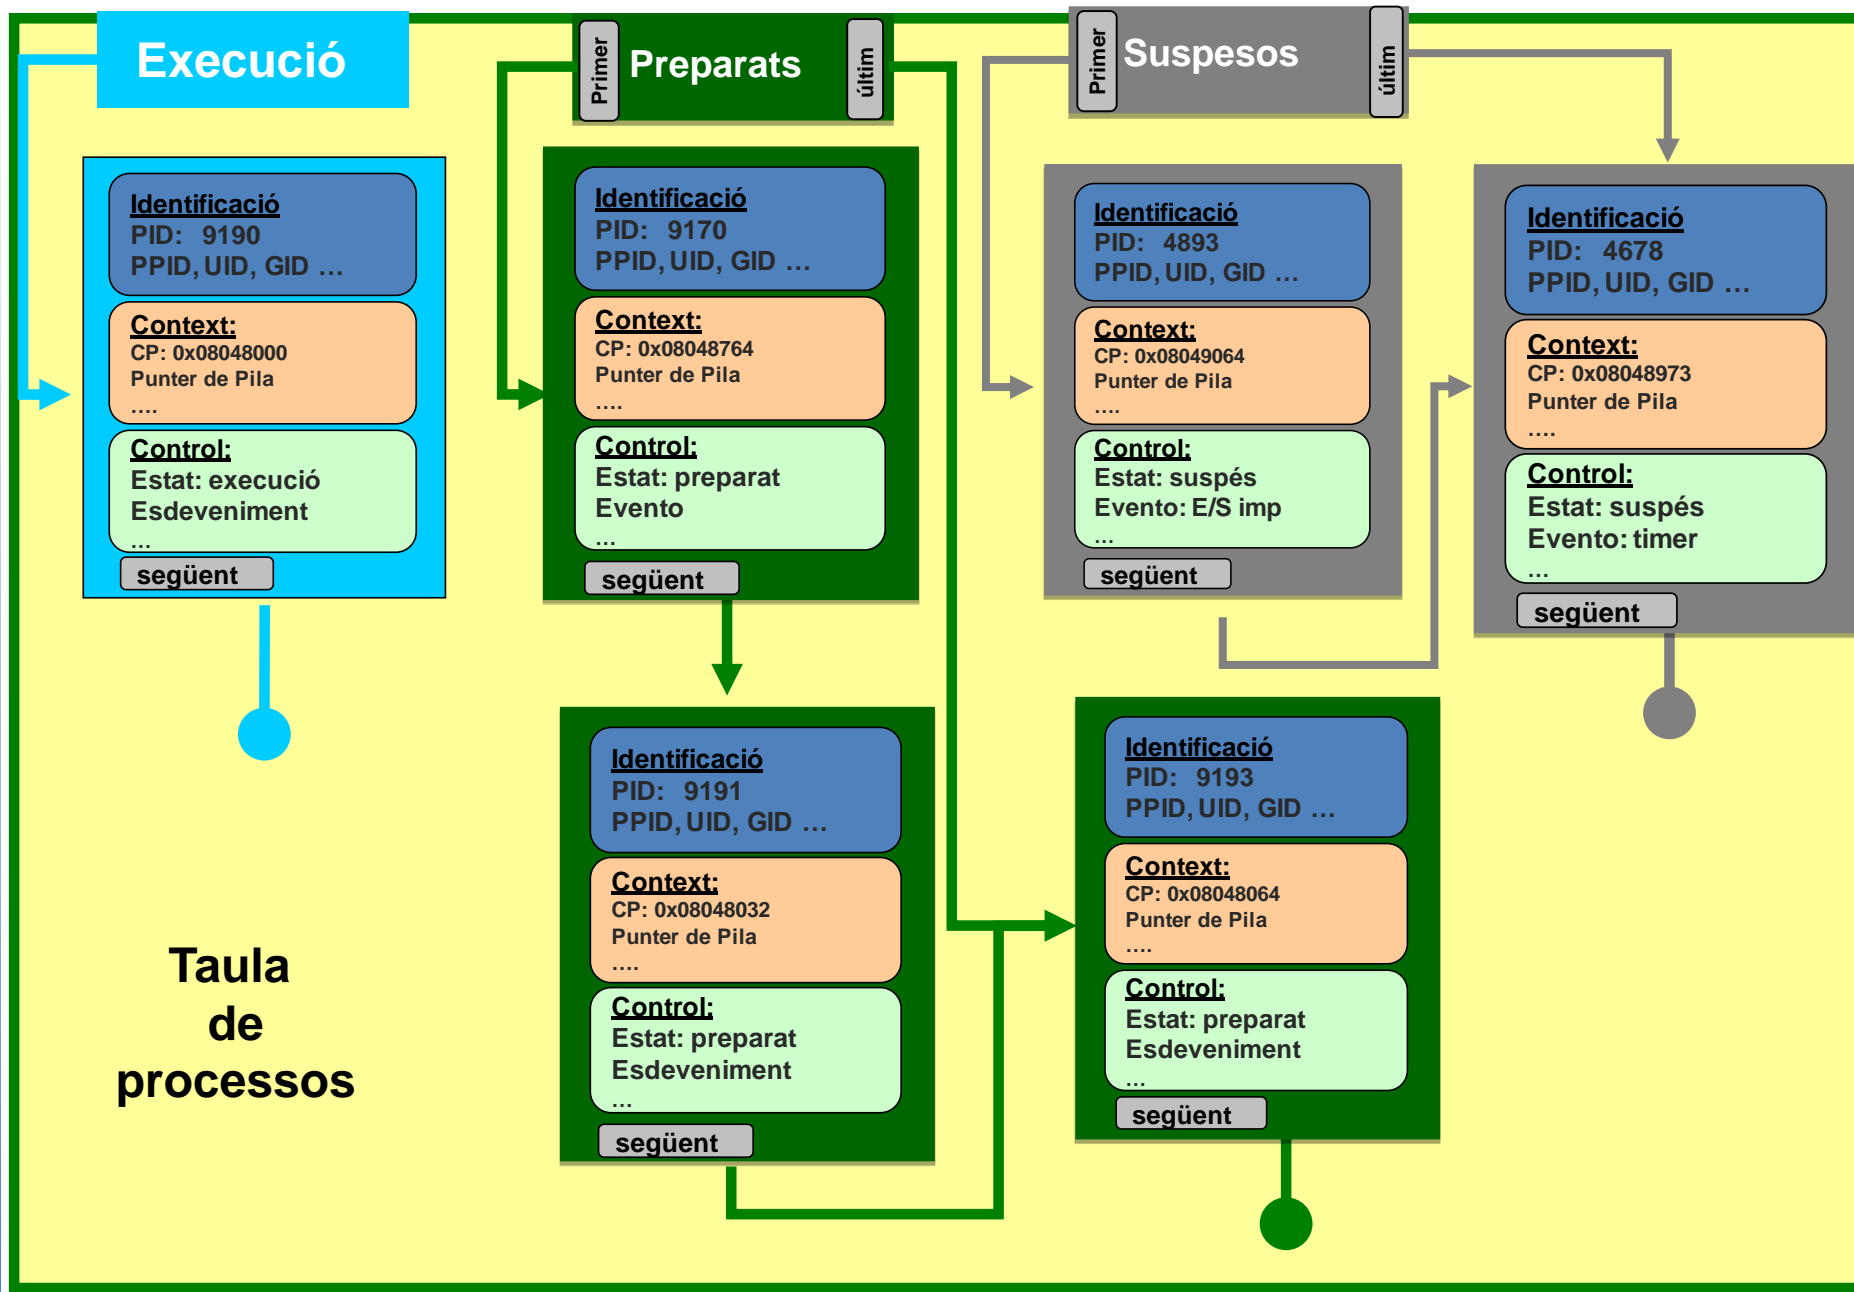 Execució
Primer
Preparats
últim
Primer
Suspesos
últim
Identificació
PID: 9190
PPID, UID, GID …
Context:
CP: 0x08048000
Punter de Pila
….
Control:
Estat: execució
Esdeveniment
…
següent
Identificació
PID: 9170
PPID, UID, GID …
Context:
CP: 0x08048764
Punter de Pila
….
Control:
Estat: preparat
Evento
…
següent
Identificació
PID: 4893
PPID, UID, GID …
Context:
CP: 0x08049064
Punter de Pila
….
Control:
Estat: suspés
Evento: E/S imp
…
següent
Identificació
PID: 4678
PPID, UID, GID …
Context:
CP: 0x08048973
Punter de Pila
….
Control:
Estat: suspés
Evento: timer
…
següent
Identificació
PID: 9191
PPID, UID, GID …
Context:
CP: 0x08048032
Punter de Pila
….
Control:
Estat: preparat
Esdeveniment
…
següent
Identificació
PID: 9193
PPID, UID, GID …
Context:
CP: 0x08048064
Punter de Pila
….
Control:
Estat: preparat
Esdeveniment
…
següent
Taula
de
processos